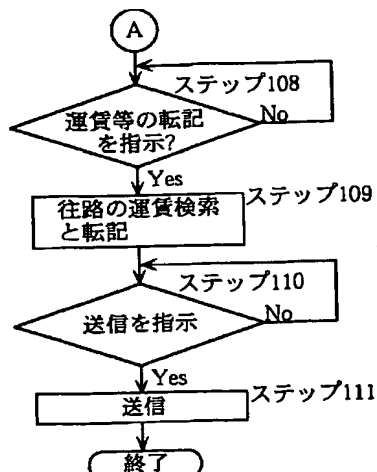 A
ステップ108
運賃等の転記
を指示?
No
Yes
ステップ109
往路の運賃検索
と転記
ステップ110
送信を指示
No
Yes
ステップ111
送信
終了